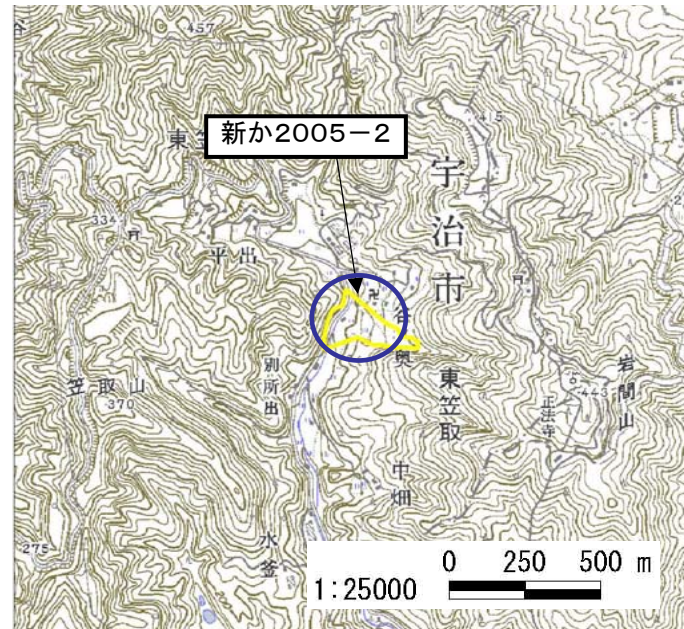 457
東笠
新か2005－2
415
宇治市
334
平出
奥
別所出
東笠取
笠取山
370
岩間山
443
正法寺
中畑
275
水釜
0 250 500 m
1:25000